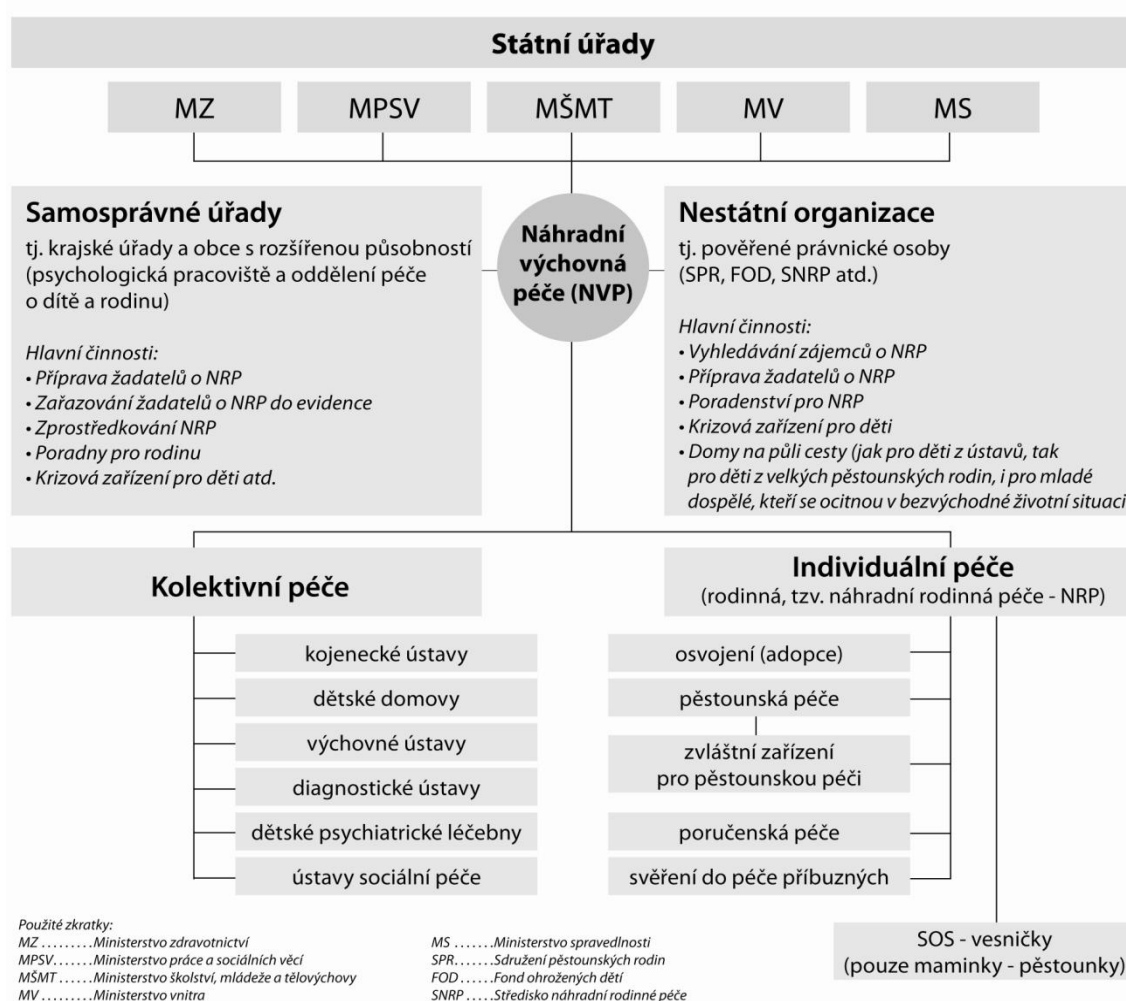 Státní úřady
MZ
MPSV
MŠMT
MV
MS
Samosprávné úřady
tj. krajské úřady a obce s rozšířenou působností
(psychologická pracoviště a oddělení péče
o dítě a rodinu)
Hlavní činnosti:
• Příprava žadatelů o NRP
• Zařazování žadatelů o NRP do evidence
• Zprostředkování NRP
• Poradny pro rodinu
• Krizová zařízení pro děti atd.
Náhradní
výchovná
péče (NVP)
Nestátní organizace
tj. pověřené právnické osoby
(SPR, FOD, SNRP atd.)
Hlavní činnosti:
• Vyhledávání zájemců o NRP
• Příprava žadatelů o NRP
• Poradenství pro NRP
• Krizová zařízení pro děti
• Domy na půli cesty (jak pro děti z ústavů, tak
pro děti z velkých pěstounských rodin, i pro mladé
dospělé, kteří se ocitnou v bezvýchodné životní situaci
Kolektivní péče
kojenecké ústavy
dětské domovy
výchovné ústavy
diagnostické ústavy
dětské psychiatrické léčebny
ústavy sociální péče
Individuální péče
(rodinná, tzv. náhradní rodinná péče - NRP)
osvojení (adopce)
pěstounská péče
zvláštní zařízení
pro pěstounskou péči
poručenská péče
svěření do péče příbuzných
SOS - vesničky
(pouze maminky - pěstounky)
Použité zkratky:
MZ .........Ministerstvo zdravotnictví
MPSV.......Ministerstvo práce a sociálních věcí
MŠMT ......Ministerstvo školství, mládeže a tělovýchovy
MV .........Ministerstvo vnitra
MS .......Ministerstvo spravedlnosti
SPR.......Sdružení pěstounských rodin
FOD.......Fond ohrožených dětí
SNRP .....Středisko náhradní rodinné péče